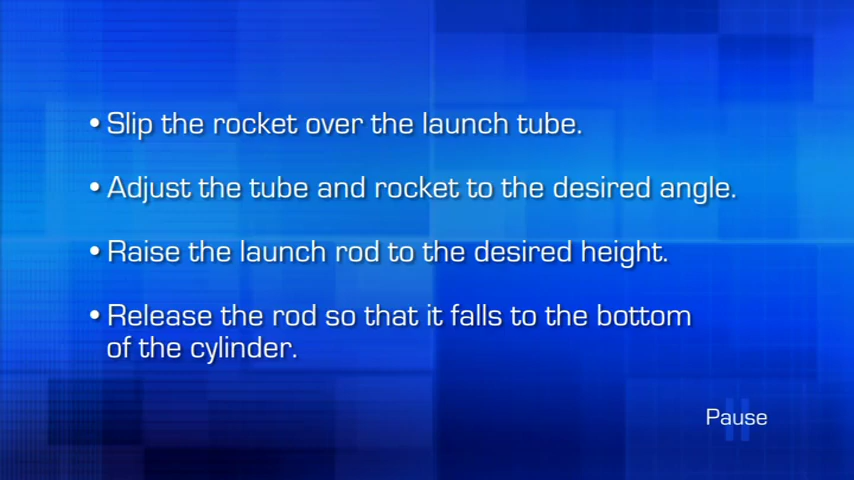 • Slip the rocket over the launch tube.
• Adjust the tube and rocket to the desired angle.
• Raise the launch rod to the desired height.
• Release the rod so that it falls to the bottom
of the cylinder.
Pause